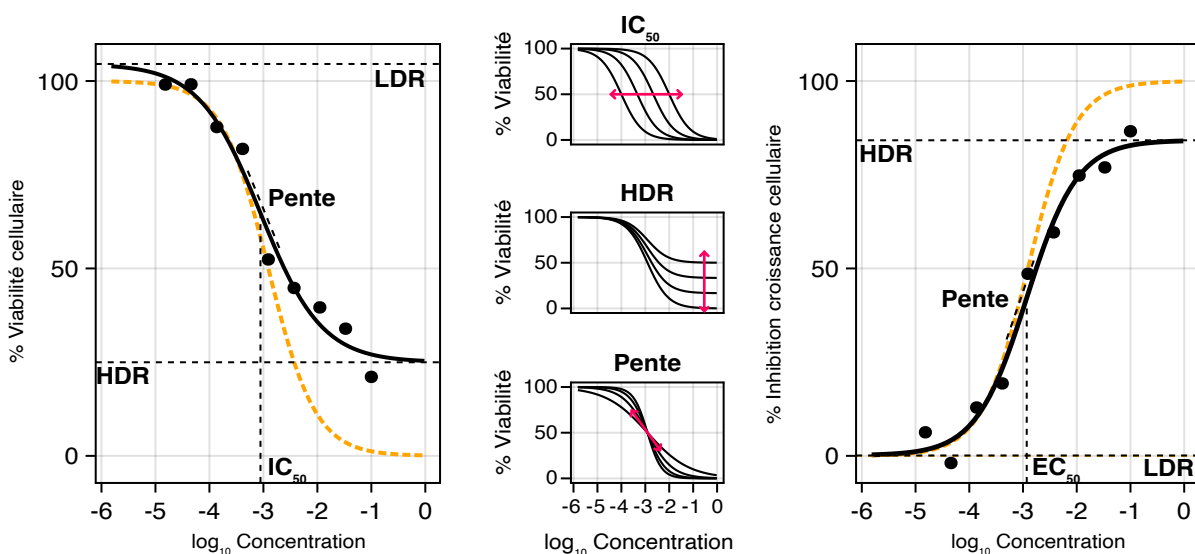 % Viabilité cellulaire
100
50
0
LDR
Pente
HDR
IC50
-6 -5 -4 -3 -2 -1 0
log10 Concentration
IC50
% Viabilité
100
50
0
HDR
% Viabilité
100
50
0
Pente
% Viabilité
100
50
0
-6 -5 -4 -3 -2 -1 0
log10 Concentration
% Inhibition croissance cellulaire
100
50
0
HDR
Pente
EC50
LDR
-6 -5 -4 -3 -2 -1 0
log10 Concentration